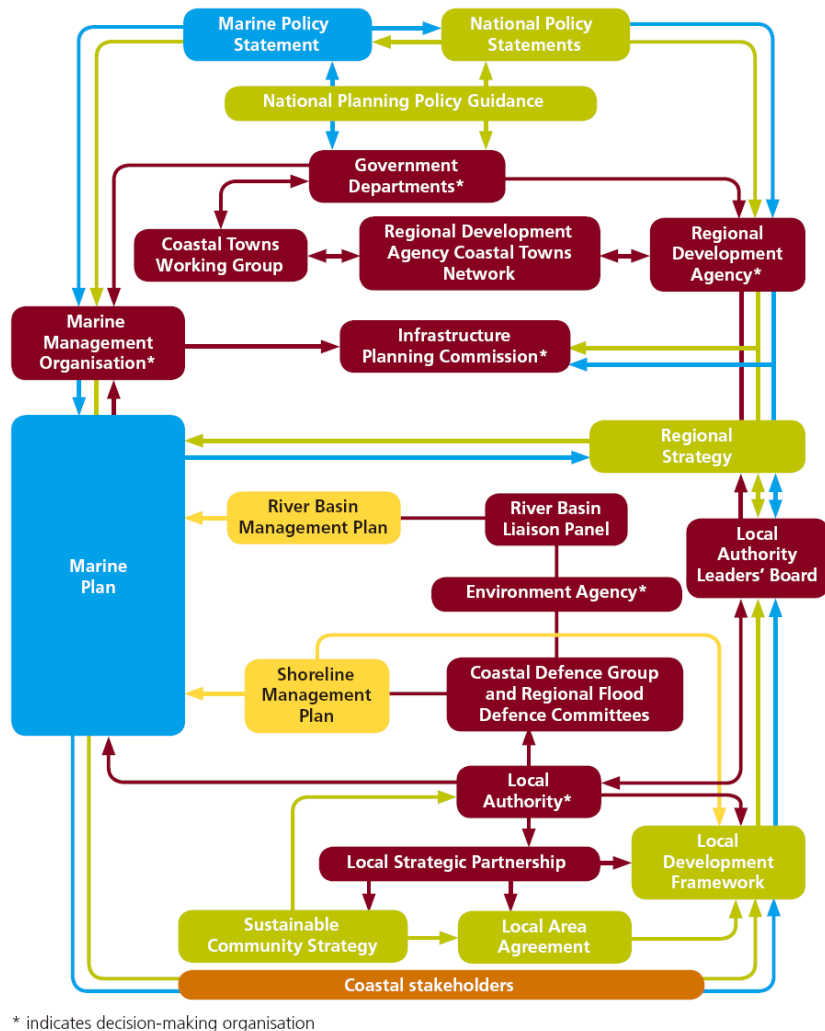 Marine Policy
Statement
National Policy
Statements
National Planning Policy Guidance
Government
Departments*
Coastal Towns
Working Group
Regional Development
Agency Coastal Towns
Network
Regional
Development
Agency*
Marine
Management
Organisation*
Infrastructure
Planning Commission*
Regional
Strategy
River Basin
Management Plan
River Basin
Liaison Panel
Local
Authority
Leaders’ Board
Marine
Plan
Environment Agency*
Shoreline
Management
Plan
Coastal Defence Group
and Regional Flood
Defence Committees
Local
Authority*
Local Strategic Partnership
Local
Development
Framework
Sustainable
Community Strategy
Local Area
Agreement
Coastal stakeholders
* indicates decision-making organisation